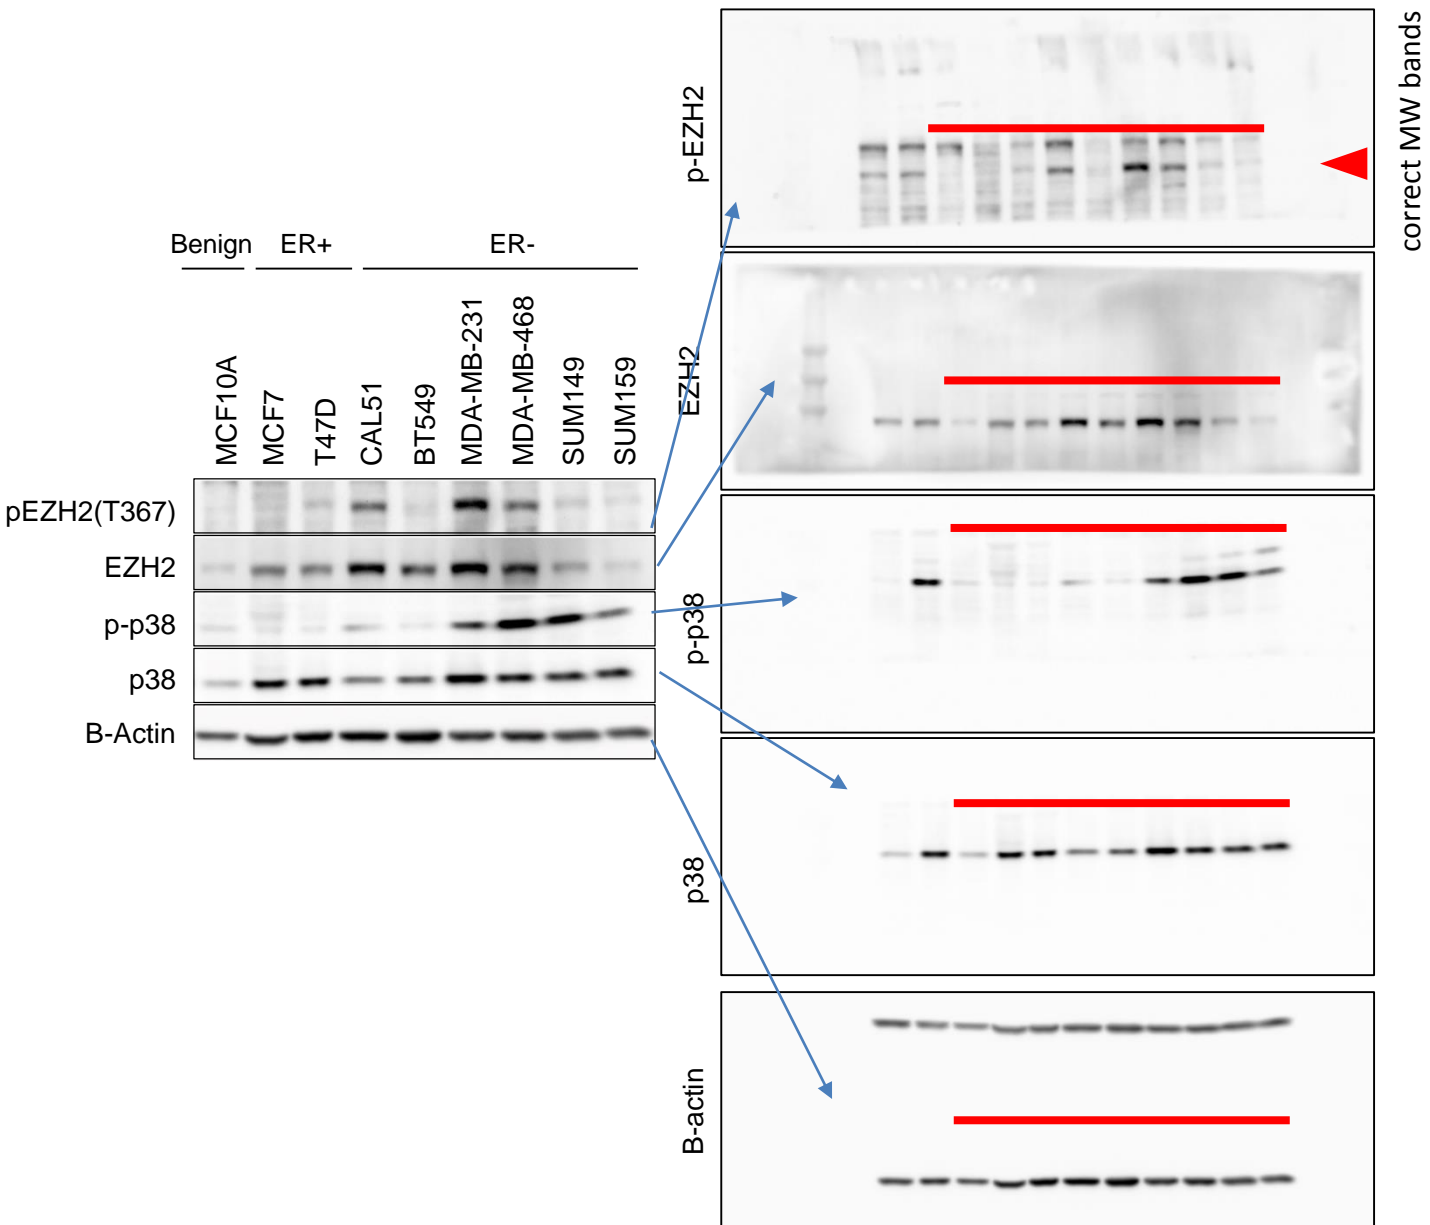 Benign
ER+
ER-
MCF10A
MCF7
T47D
CAL51
BT549
MDA-MB-231
MDA-MB-468
SUM149
SUM159
pEZH2(T367)
EZH2
p-p38
p38
B-Actin
p-EZH2
EZH2
p-p38
p38
B-actin
correct MW bands